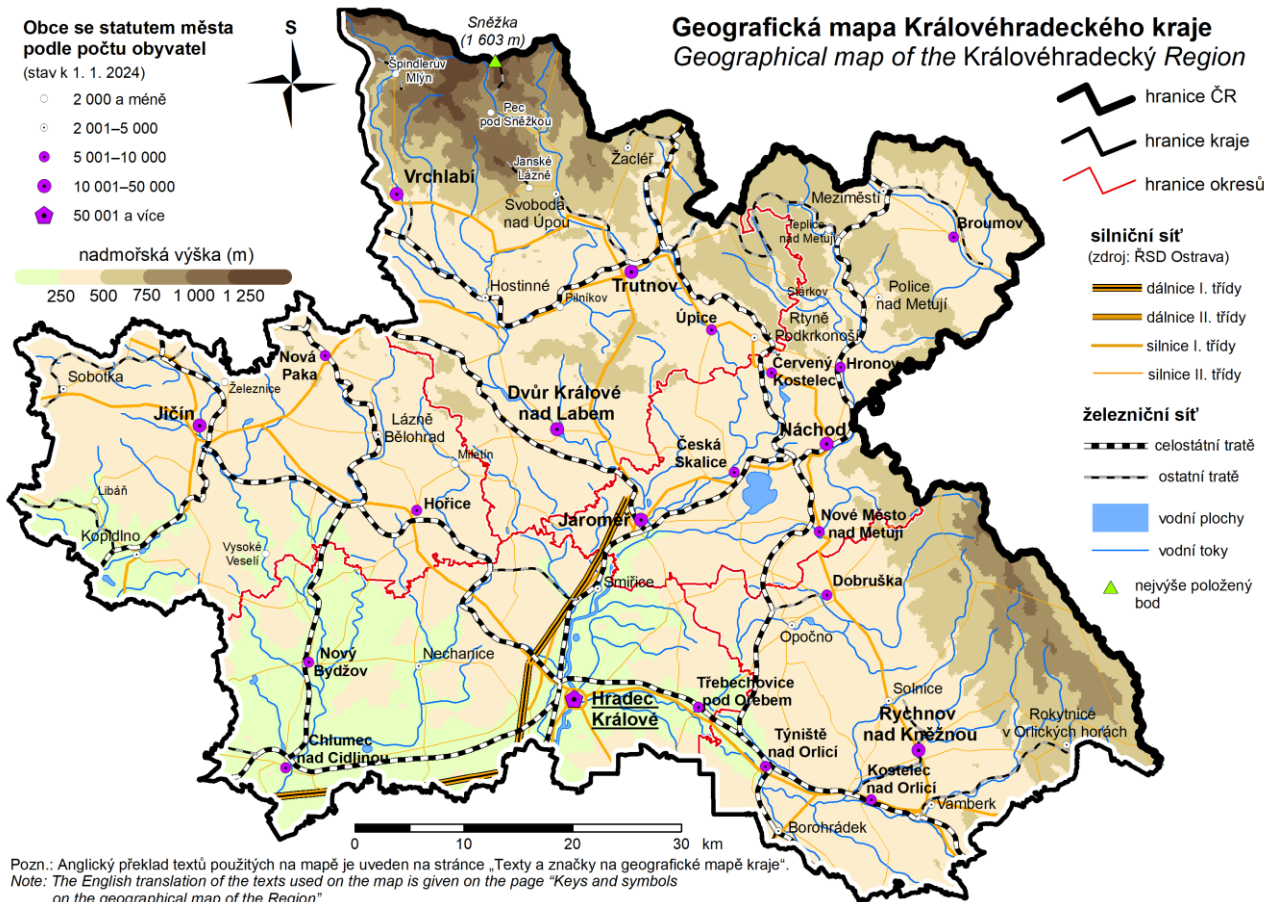 Obce se statutem města
podle počtu obyvatel
(stav k 1. 1. 2024)
2 000 a méně
2 001–5 000
5 001–10 000
10 001–50 000
50 001 a více
nadmořská výška (m)
250 500 750 1 000 1 250
S
Sněžka
(1 603 m)
Geografická mapa Královéhradeckého kraje
Geographical map of the Královéhradecký Region
hranice ČR
hranice kraje
hranice okresů
silniční síť
(zdroj: ŘSD Ostrava)
dálnice I. třídy
dálnice II. třídy
silnice I. třídy
silnice II. třídy
železniční síť
celostátní tratě
ostatní tratě
vodní plochy
vodní toky
nejvýše položený
bod
Špindlerův
Mlýn
Pec
pod Sněžkou
Žacléř
Janské
Lázně
Vrchlabí
Svoboda
nad Úpou
Meziměstí
Broumov
Teplice
nad Metují
Trutnov
Hostinné
Pilníkov
Stárkov
Police
nad Metují
Úpice
Rtyně
v Podkrkonoší
Nová
Paka
Červený
Kostelec
Hronov
Sobotka
Železnice
Jičín
Dvůr Králové
nad Labem
Lázně
Bělohrad
Miletín
Náchod
Česká
Skalice
Libáň
Hořice
Jaroměř
Kopidlno
Vysoké
Veselí
Nové Město
nad Metují
Smiřice
Dobruška
Opočno
Nový
Bydžov
Nechanice
Třebechovice
pod Orebem
Solnice
Hradec
Králové
Rychnov
nad Kněžnou
Rokytnice
v Orlických horách
Týniště
nad Orlicí
Chlumec
nad Cidlinou
Kostelec
nad Orlicí
Vamberk
Borohrádek
0 10 20 30 km
Pozn.: Anglický překlad textů použitých na mapě je uveden na stránce „Texty a značky na geografické mapě kraje“.
Note: The English translation of the texts used on the map is given on the page “Keys and symbols
on the geographical map of the Region”